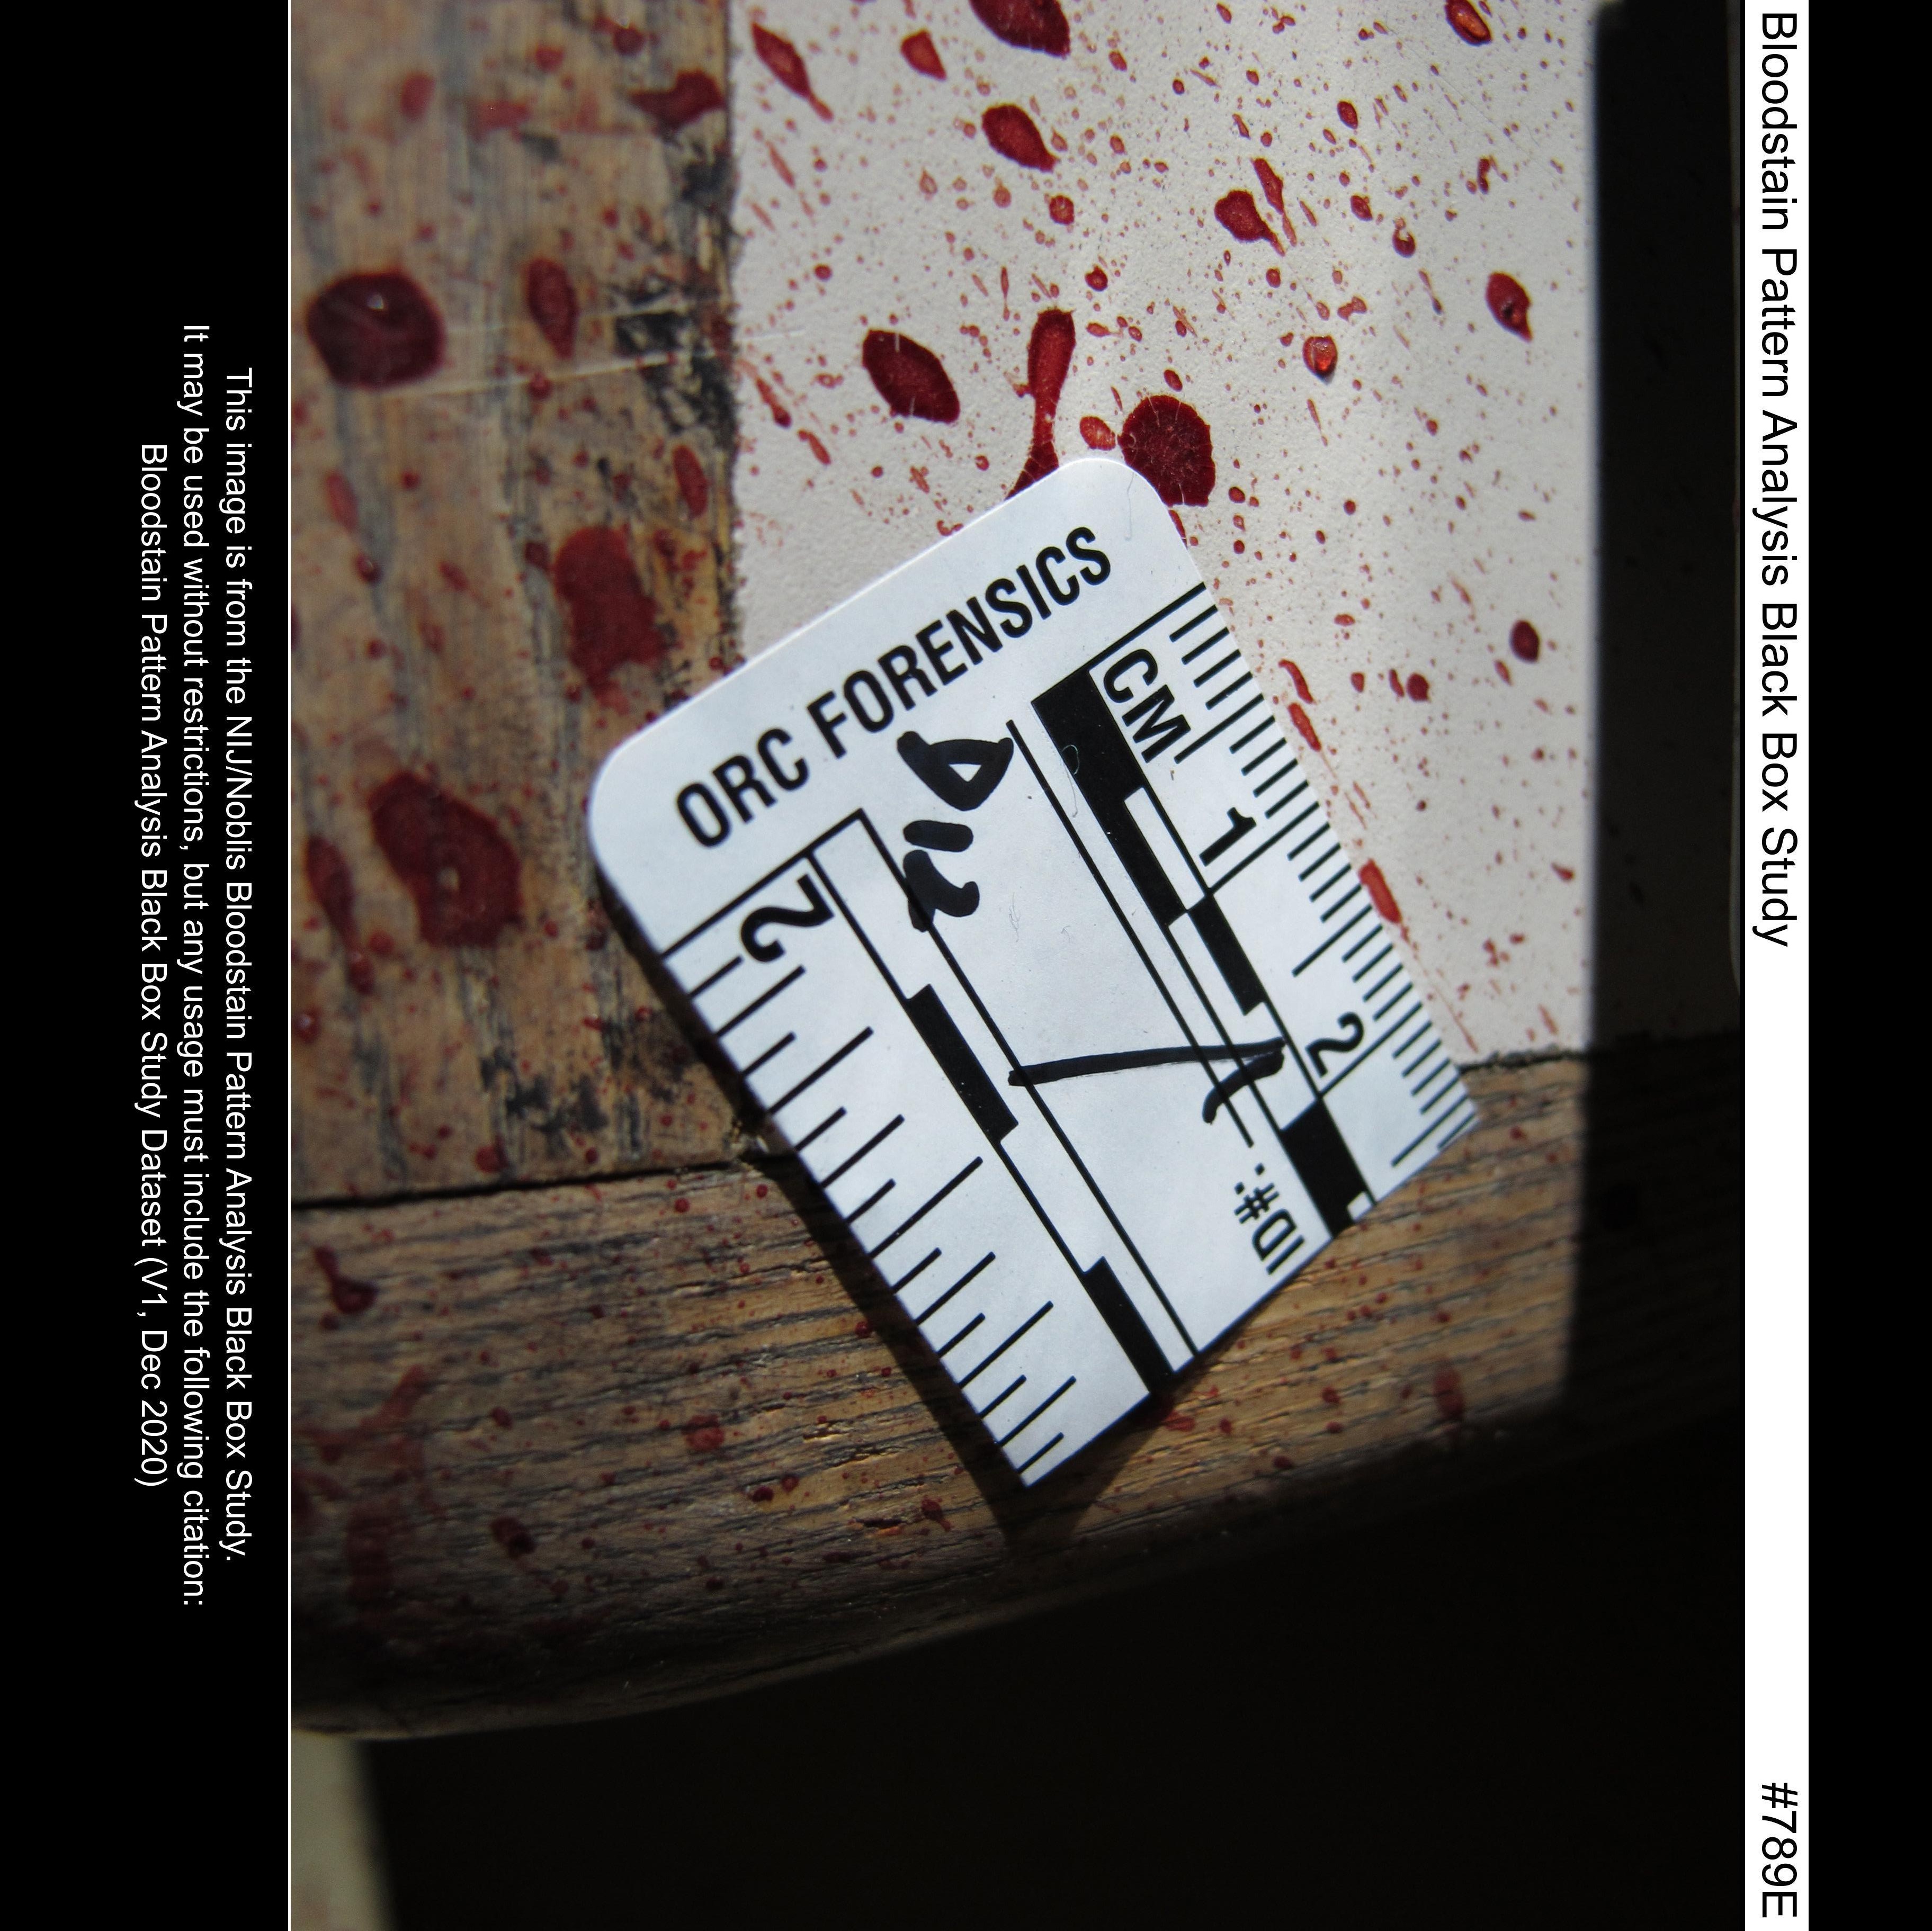 Bloodstain Pattern Analysis Black Box Study #789E
ORC FORENSICS
CM 1 2
ID#:
2
This image is from the NIJ/Noblis Bloodstain Pattern Analysis Black Box Study.
It may be used without restrictions, but any usage must include the following citation:
Bloodstain Pattern Analysis Black Box Study Dataset (V1, Dec 2020)